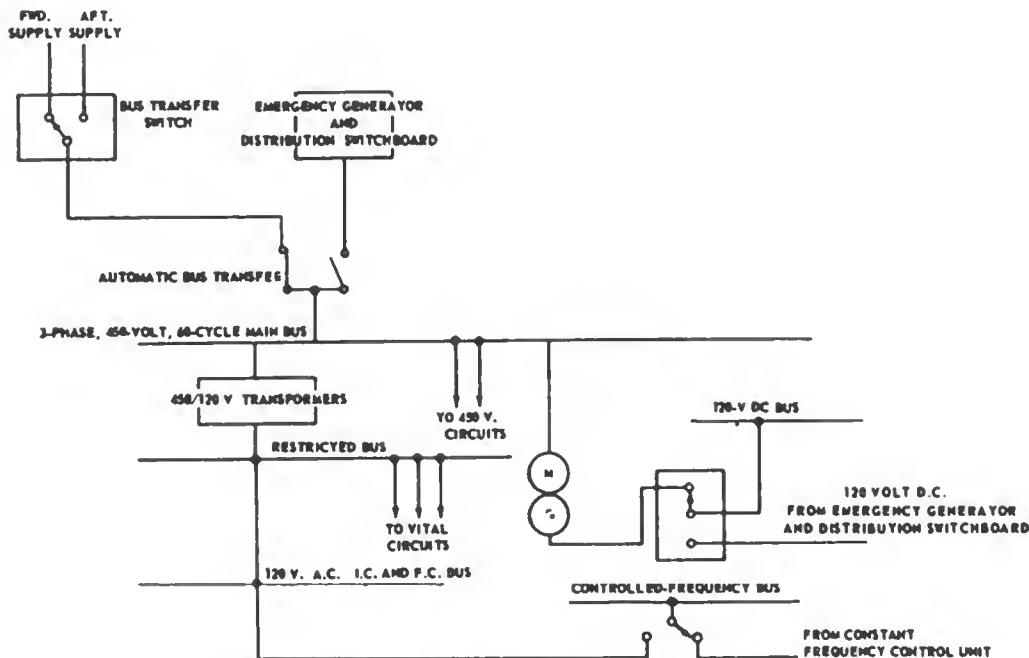 FWD. AFT.
SUPPLY SUPPLY
BUS TRANSFER
SWITCH
EMERGENCY GENERATOR
AND
DISTRIBUTION SWITCHBOARD
AUTOMATIC BUS TRANSFER
3-PHASE, 450-VOLT, 60-CYCLE MAIN BUS
450/120 V TRANSFORMERS
TO 450 V.
CIRCUITS
120-V DC BUS
RESTRICYED BUS
M
TO VITAL
CIRCUITS
120 VOLT D.C.
FROM EMERGENCY GENERATOR
AND DISTRIBUTION SWITCHBOARD
120 V. A.C. I.C. AND F.C. BUS
CONTROLLED-FREQUENCY BUS
FROM CONSTANT
FREQUENCY CONTROL UNIT